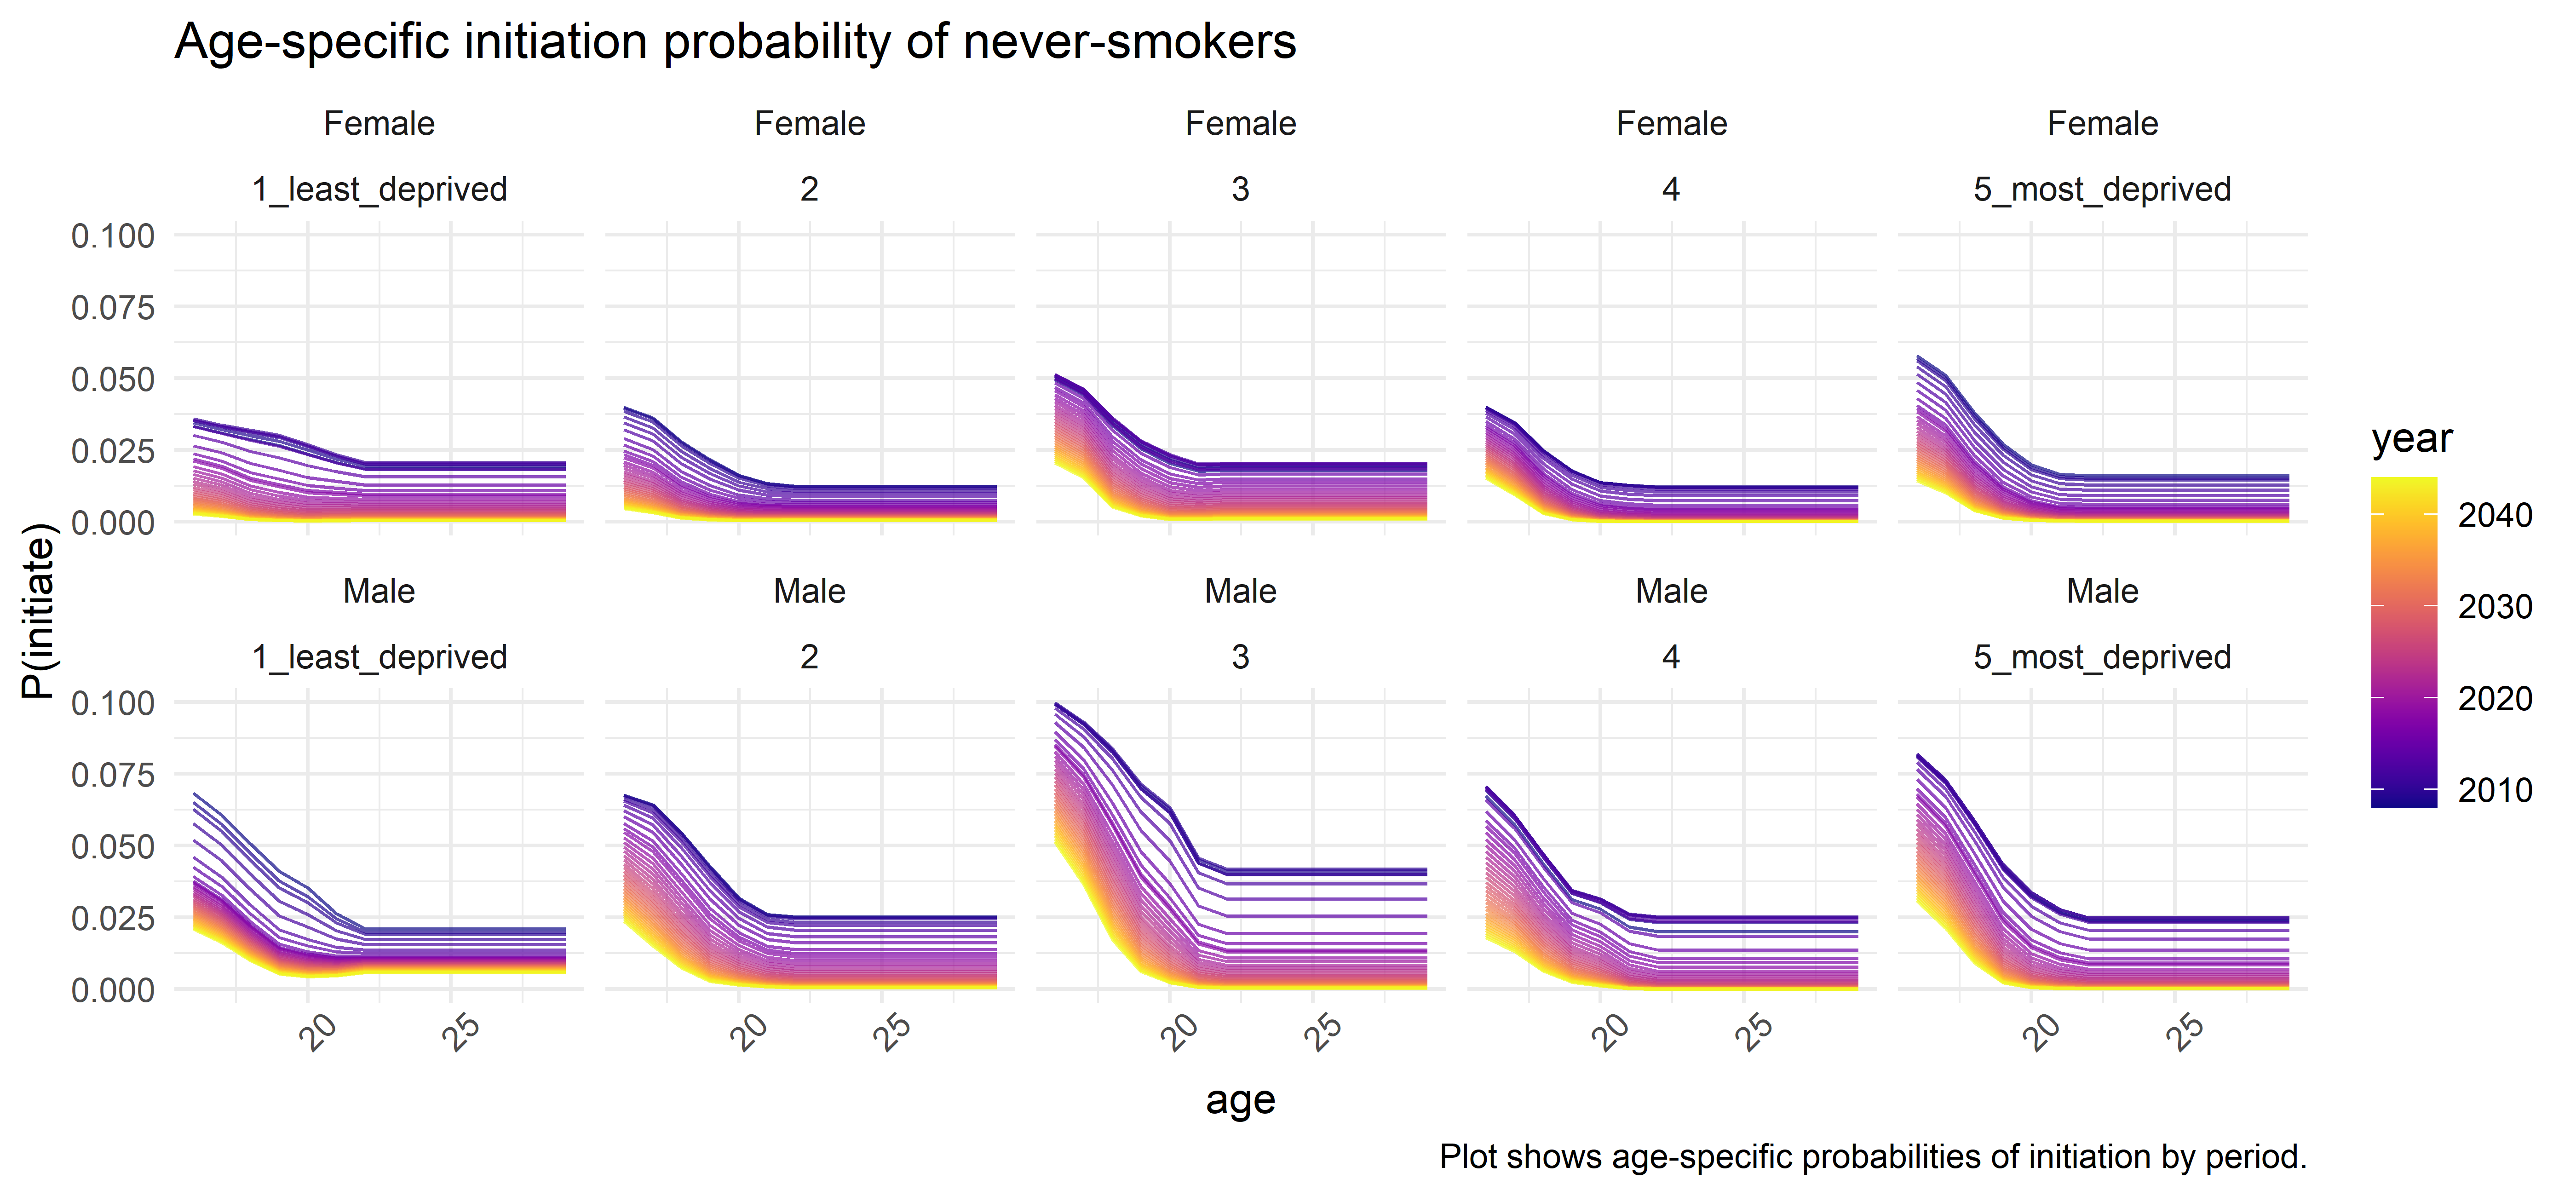 Age-specific initiation probability of never-smokers
Female Female Female Female Female
1_least_deprived 2 3 4 5_most_deprived
0.100
0.075
0.050
0.025
0.000
Male Male Male Male Male
1_least_deprived 2 3 4 5_most_deprived
0.100
0.075
0.050
0.025
0.000
P(initiate)
20 25 20 25 20 25 20 25 20 25
age
year
2040
2030
2020
2010
Plot shows age-specific probabilities of initiation by period.